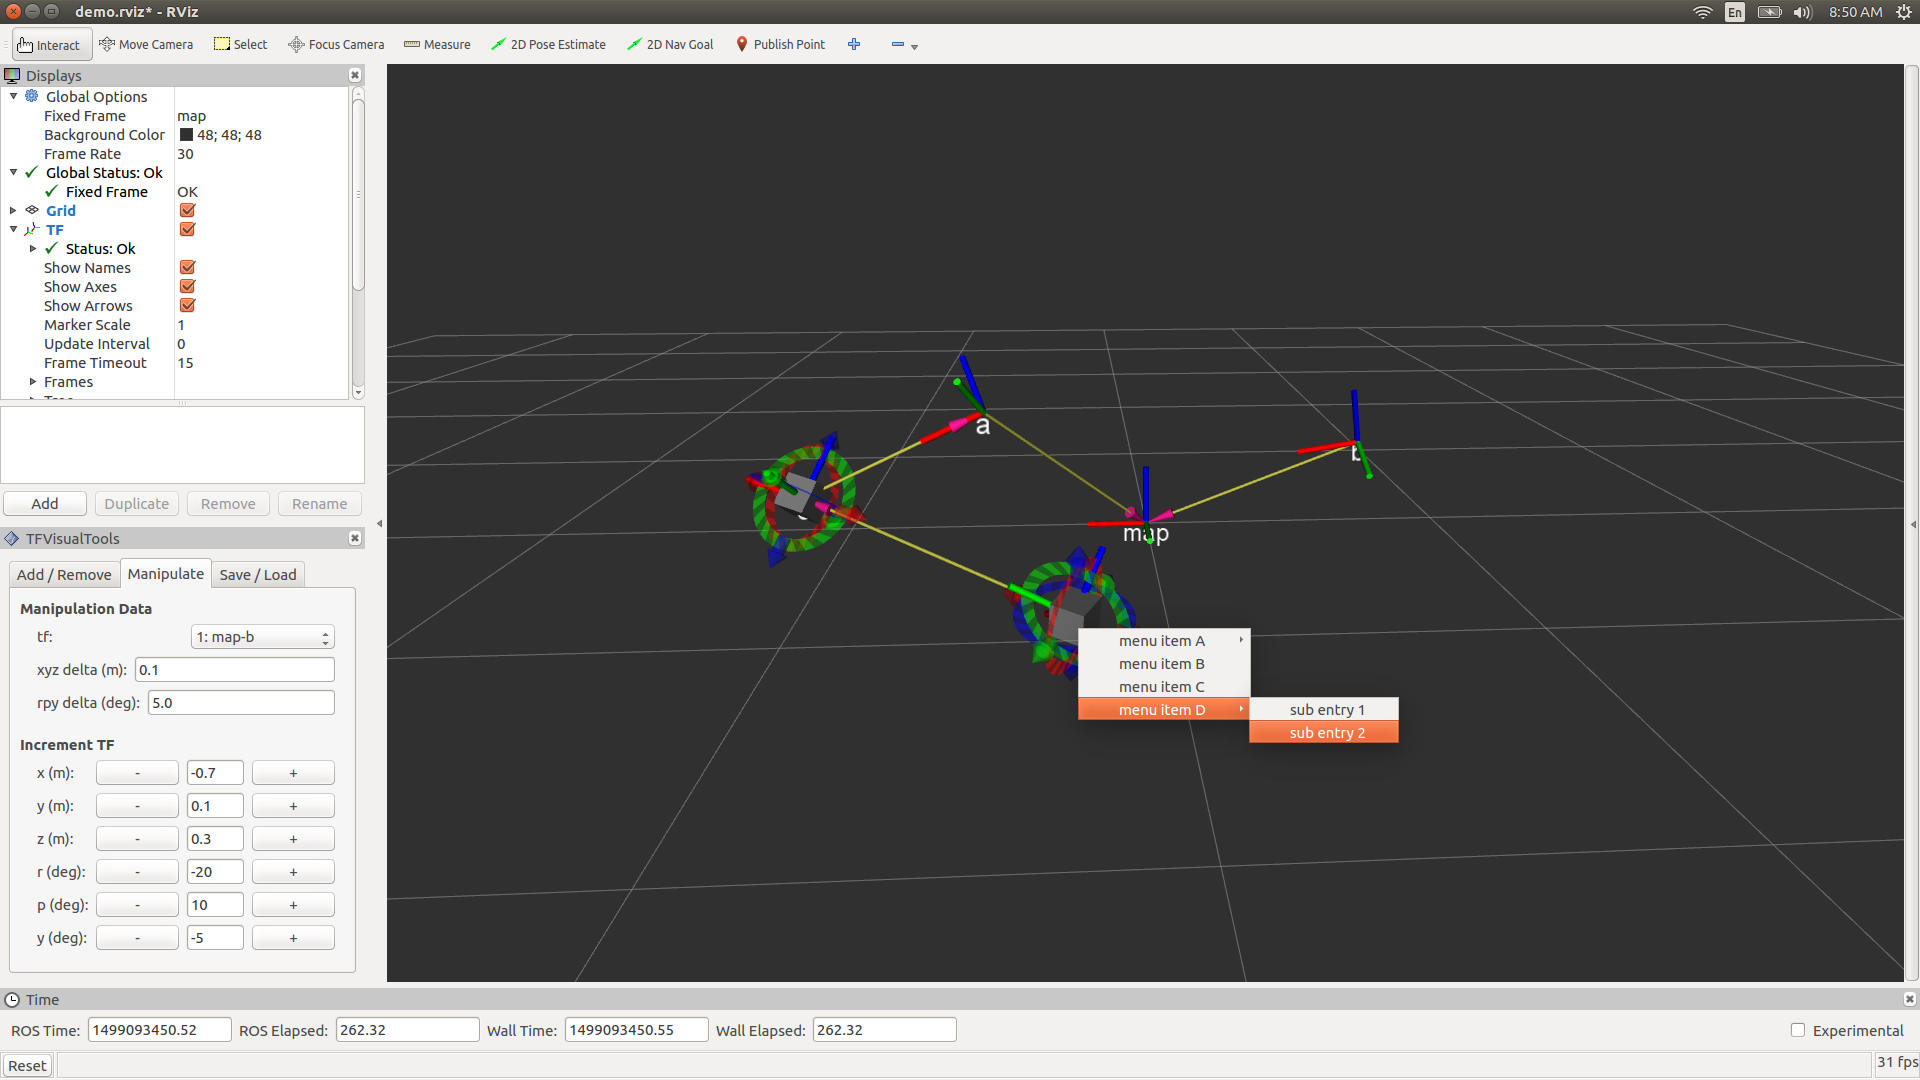 demo.rviz* - RViz
En
8:50 AM
Interact
Move Camera
Select
Focus Camera
Measure
2D Pose Estimate
2D Nav Goal
Publish Point
Displays
Global Options
Fixed Frame map
Background Color 48; 48; 48
Frame Rate 30
Global Status: Ok
Fixed Frame OK
Grid
TF
Status: Ok
Show Names
Show Axes
Show Arrows
Marker Scale 1
Update Interval 0
Frame Timeout 15
Frames
Add Duplicate Remove Rename
TFVisualTools
Add / Remove Manipulate Save / Load
Manipulation Data
tf: 1: map-b
xyz delta (m): 0.1
rpy delta (deg): 5.0
Increment TF
x (m): - -0.7 +
y (m): - 0.1 +
z (m): - 0.3 +
r (deg): - -20 +
p (deg): - 10 +
y (deg): - -5 +
a
b
map
menu item A
menu item B
menu item C
menu item D
sub entry 1
sub entry 2
Time
ROS Time: 1499093450.52 ROS Elapsed: 262.32 Wall Time: 1499093450.55 Wall Elapsed: 262.32 Experimental
Reset
31 fps